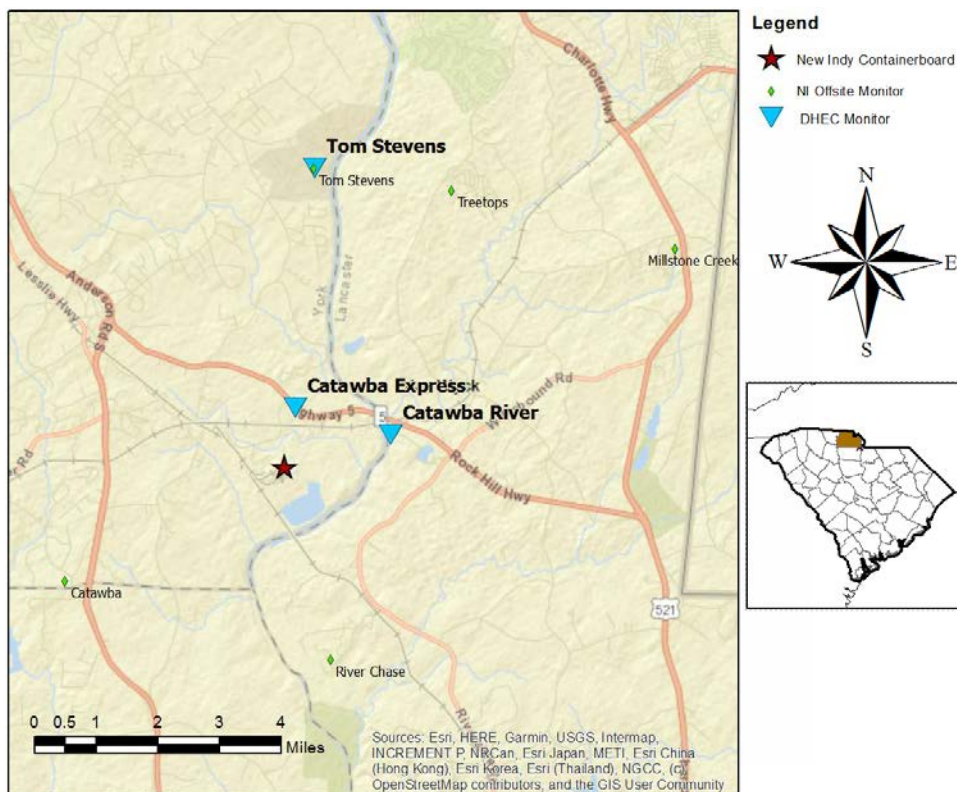 Legend
New Indy Containerboard
NI Offsite Monitor
DHEC Monitor
N
W E
S
Charlotte Hwy
Tom Stevens
Tom Stevens
Treetops
Millstone Creek
Lesslie Hwy
Anderson Rd S
York
Lancaster
Catawba Express
Highway 5
Catawba River
Rock Hill Hwy
521
Catawba
River Chase
0 0.5 1 2 3 4
Miles
Sources: Esri, HERE, Garmin, USGS, Intermap,
INCREMENT P, NRCan, Esri Japan, METI, Esri China
(Hong Kong), Esri Korea, Esri (Thailand), NGCC, (c)
OpenStreetMap contributors, and the GIS User Community